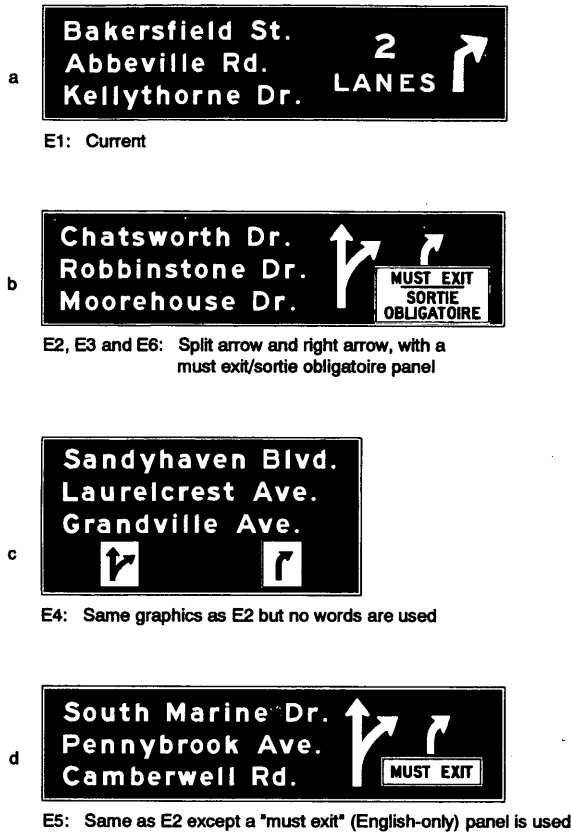 a
Bakersfield St.
Abbeville Rd.
Kellythorne Dr.
2
LANES
E1: Current
b
Chatsworth Dr.
Robbinstone Dr.
Moorehouse Dr.
MUST EXIT
SORTIE
OBLIGATOIRE
E2, E3 and E6: Split arrow and right arrow, with a
must exit/sortie obligatoire panel
c
Sandyhaven Blvd.
Laurelcrest Ave.
Grandville Ave.
E4: Same graphics as E2 but no words are used
d
South Marine Dr.
Pennybrook Ave.
Camberwell Rd.
MUST EXIT
E5: Same as E2 except a "must exit" (English-only) panel is used